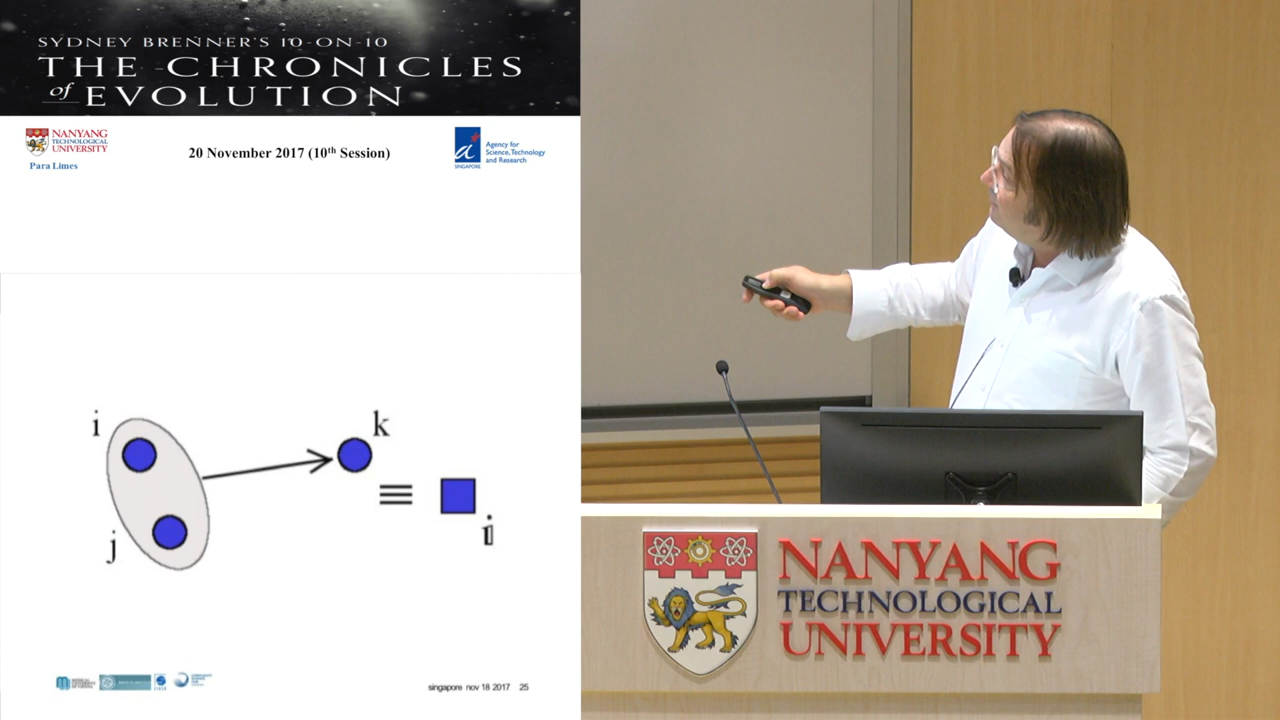 SYDNEY BRENNER'S 10-ON-10
THE CHRONICLES
of EVOLUTION
NANYANG
TECHNOLOGICAL
UNIVERSITY
Para Limes
20 November 2017 (10th Session)
SINGAPORE
Agency for
Science, Technology
and Research
i
k
≡
j
singapore nov 18 2017 25
NANYANG
TECHNOLOGICAL
UNIVERSITY